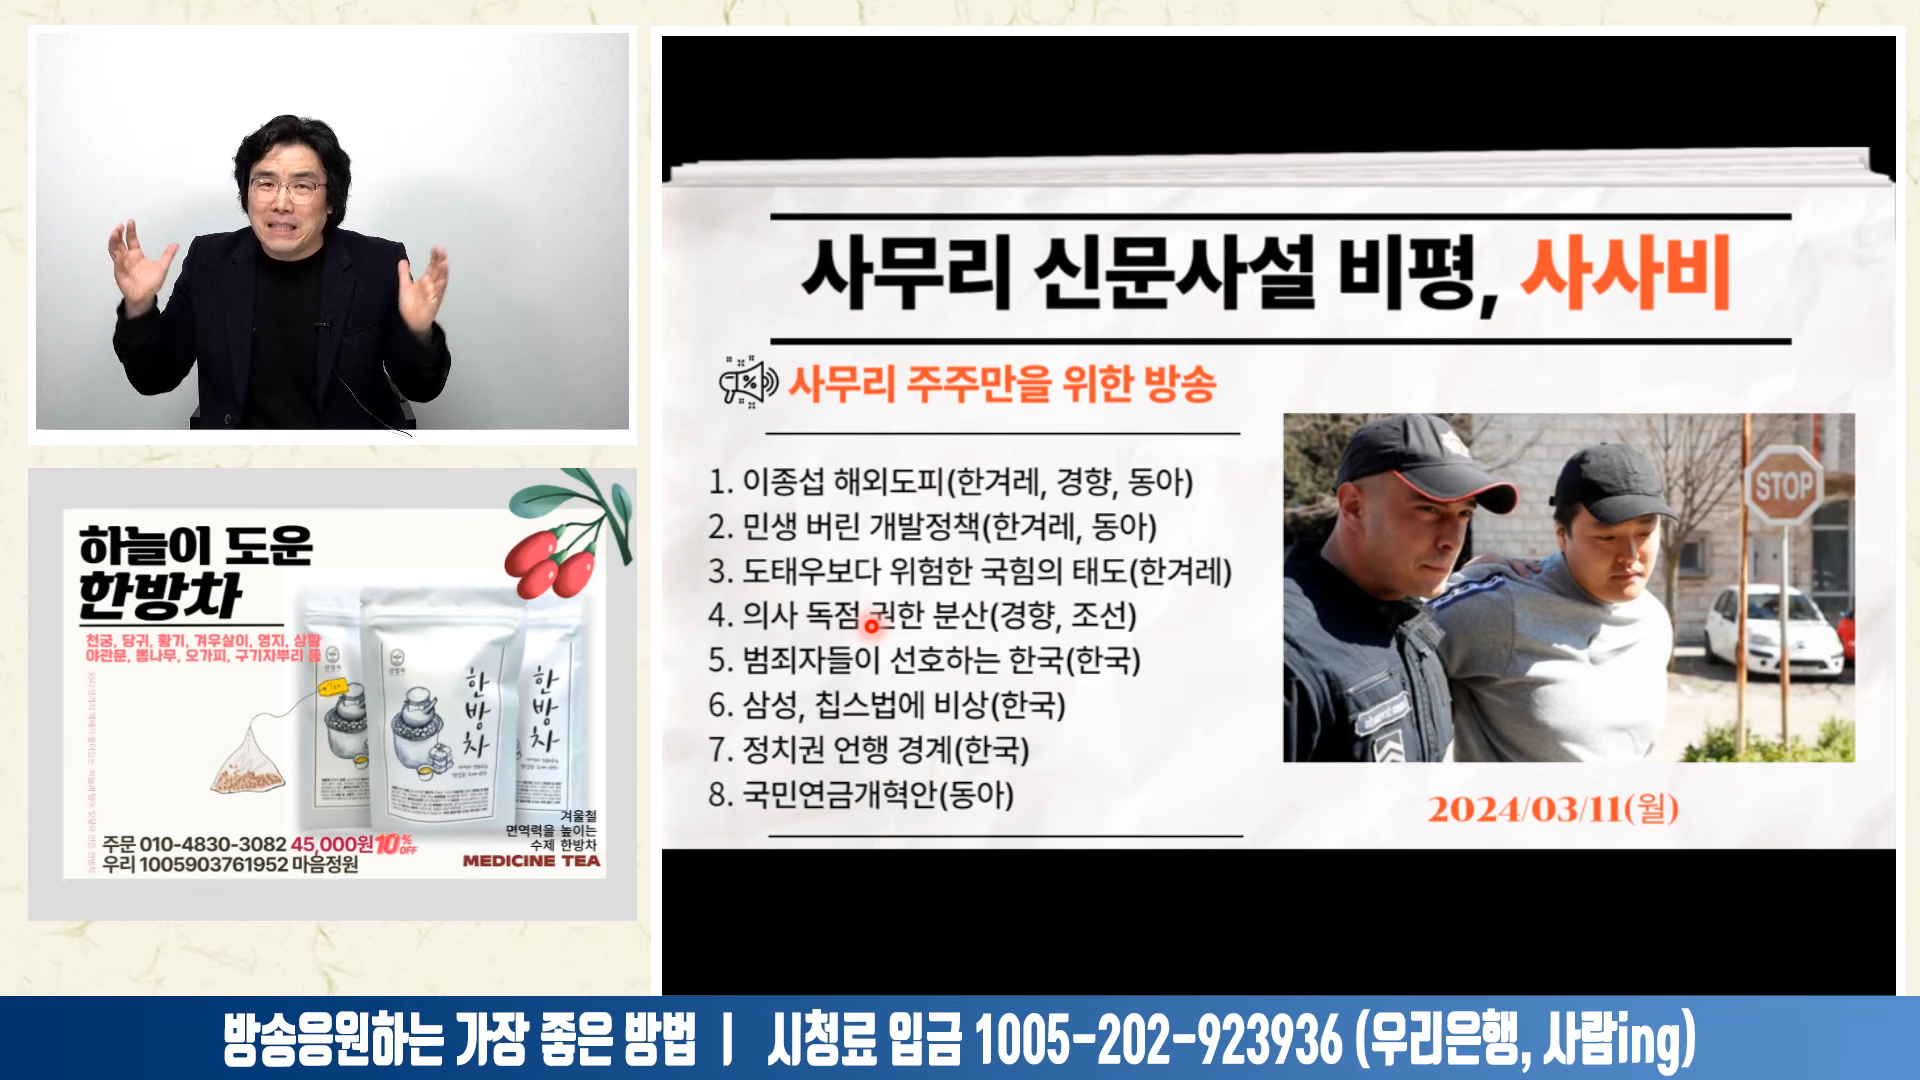 사무리 신문사설 비평, 사사비
사무리 주주만을 위한 방송
1. 이종섭 해외도피(한겨레, 경향, 동아)
2. 민생 버린 개발정책(한겨레, 동아)
3. 도태우보다 위험한 국힘의 태도(한겨레)
4. 의사 독점 권한 분산(경향, 조선)
5. 범죄자들이 선호하는 한국(한국)
6. 삼성, 칩스법에 비상(한국)
7. 정치권 언행 경계(한국)
8. 국민연금개혁안(동아)
STOP
2024/03/11(월)
하늘이 도운
한방차
천궁, 당귀, 황기, 겨우살이, 영지, 상황
야관문, 뽕나무, 오가피, 구기자뿌리 등
한방차
한방차
겨울철
면역력을 높이는
수제 한방차
MEDICINE TEA
주문 010-4830-3082 45,000원 10% OFF
우리 1005903761952 마음정원
방송응원하는 가장 좋은 방법 | 시청료 입금 1005-202-923936 (우리은행, 사람ing)